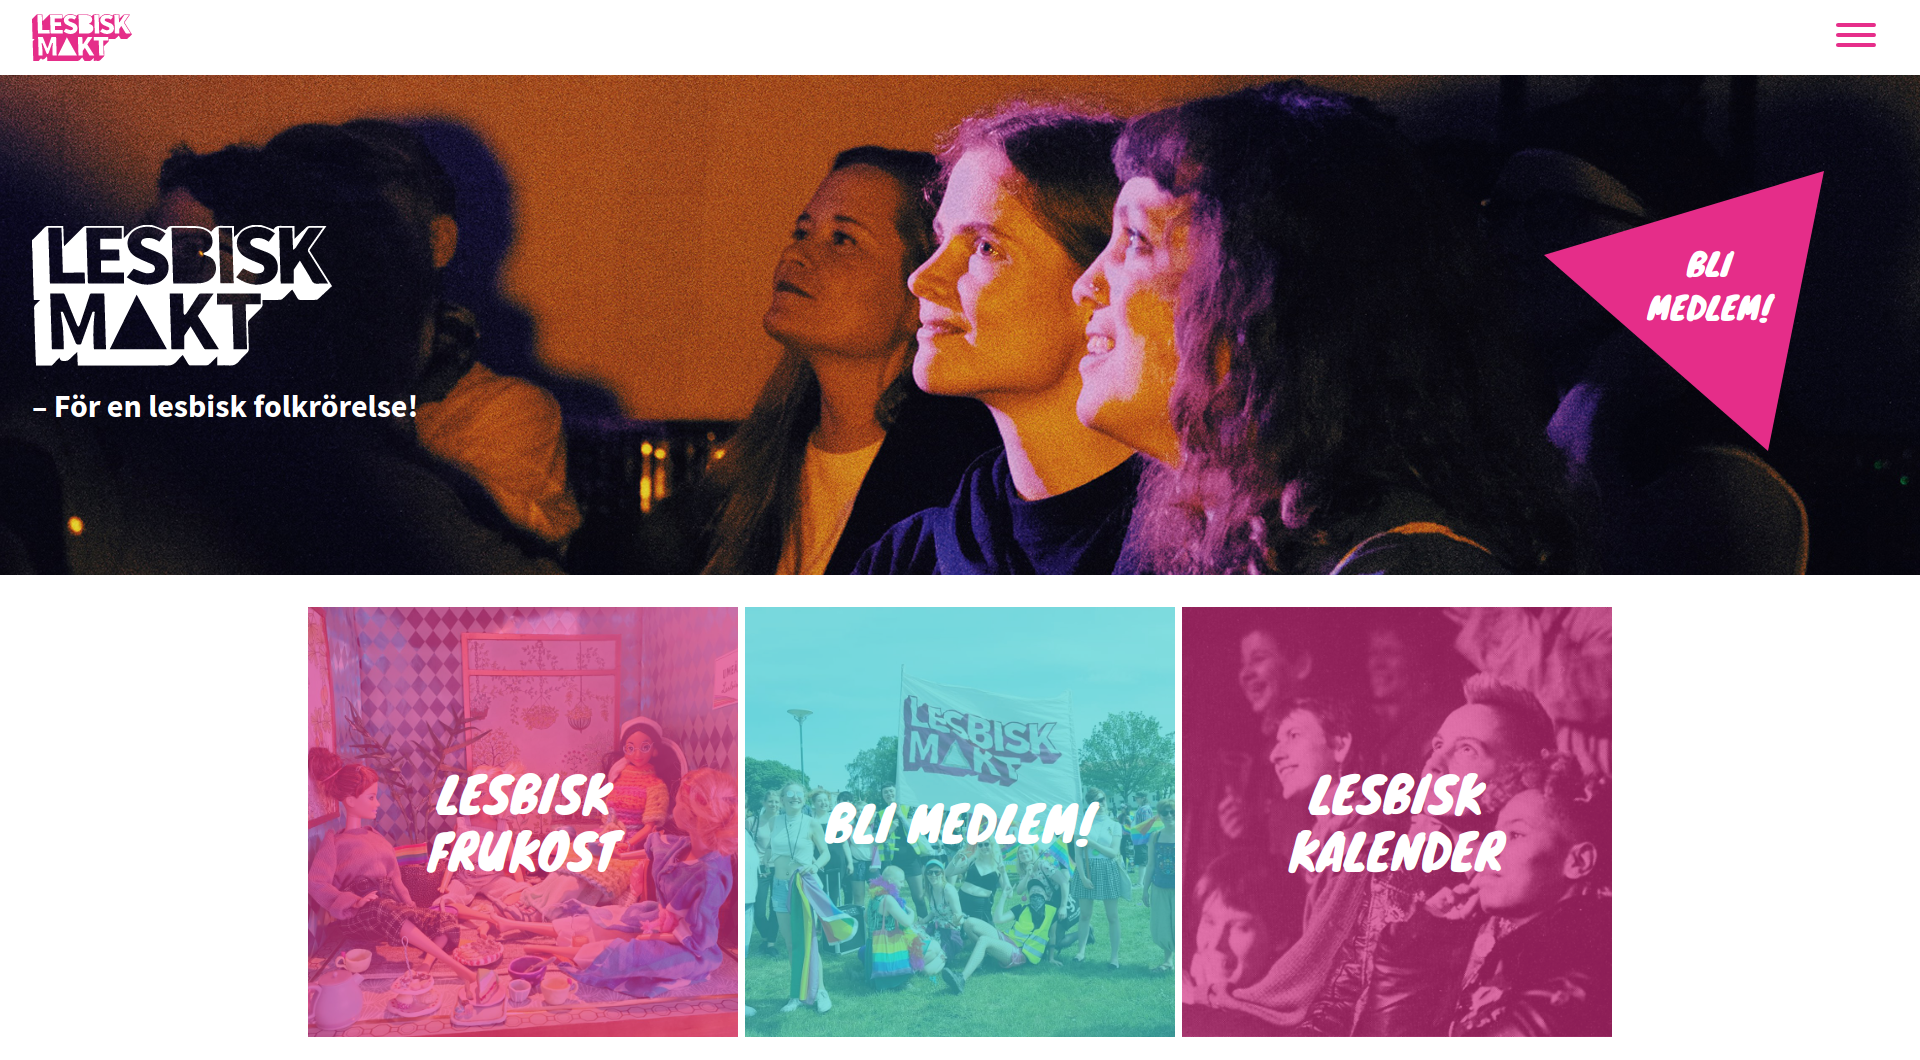 LESBISK
MAKT
LESBISK
MAKT
– För en lesbisk folkrörelse!
BLI
MEDLEM!
LESBISK
FRUKOST
LESBISK
MAKT
BLI MEDLEM!
LESBISK
KALENDER